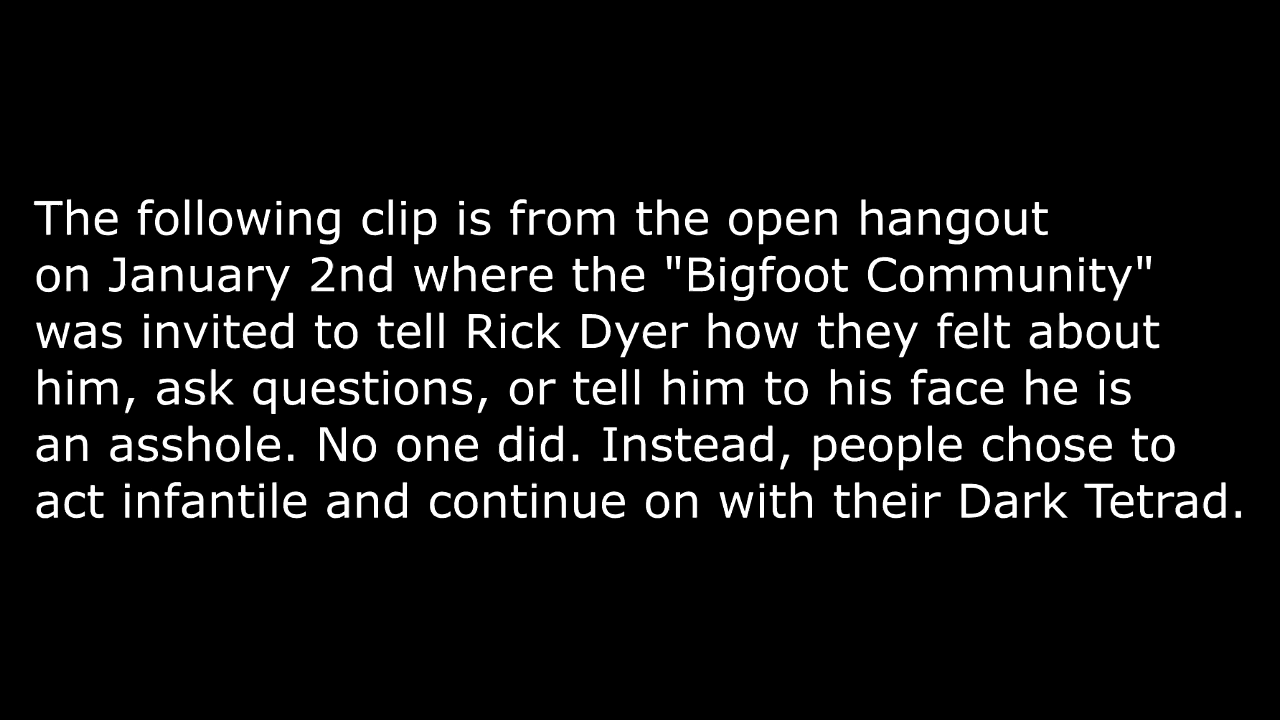 The following clip is from the open hangout
on January 2nd where the "Bigfoot Community"
was invited to tell Rick Dyer how they felt about
him, ask questions, or tell him to his face he is
an asshole. No one did. Instead, people chose to
act infantile and continue on with their Dark Tetrad.